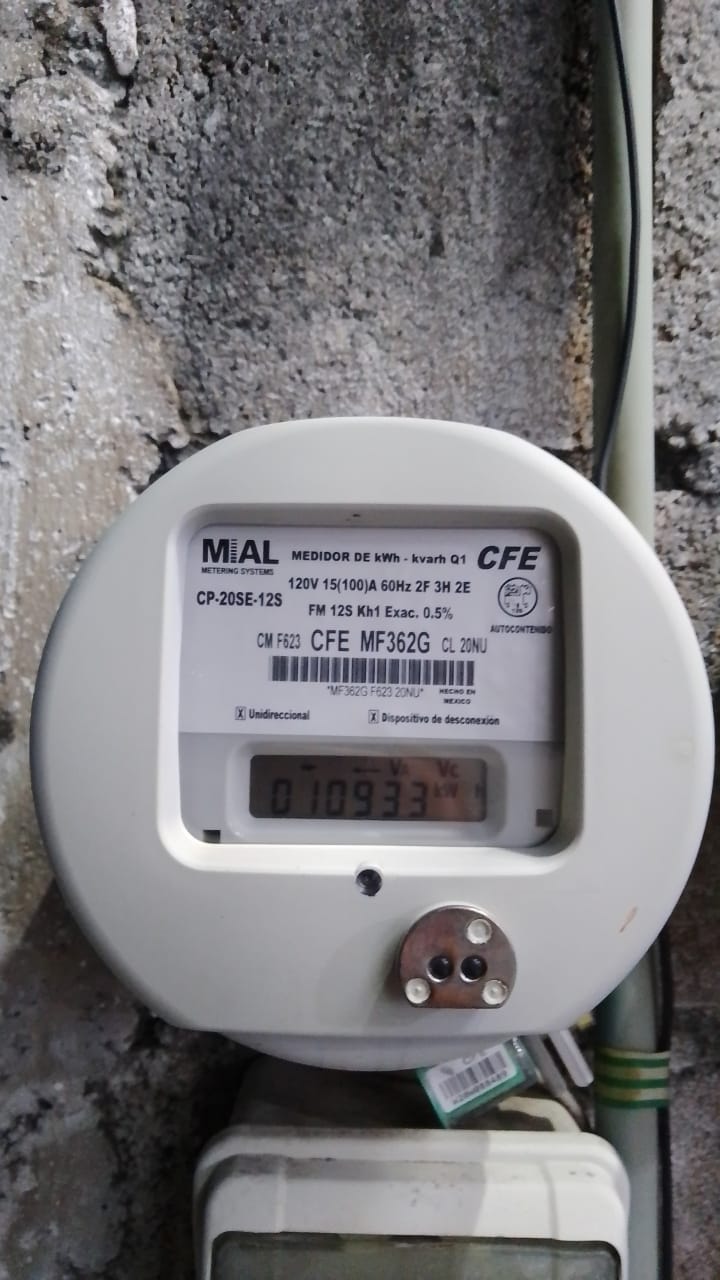 MIAL
METERING SYSTEMS
MEDIDOR DE kWh - kvarh Q1
CFE
120V 15(100)A 60Hz 2F 3H 2E
CP-20SE-12S
FM 12S Kh1 Exac. 0.5%
AUTOCONTENIDO
CM F623 CFE MF362G CL 20NU
*MF362G F623 20NU*
HECHO EN
MEXICO
X Unidireccional
X Dispositivo de desconexión
VA Vc
010933 kW